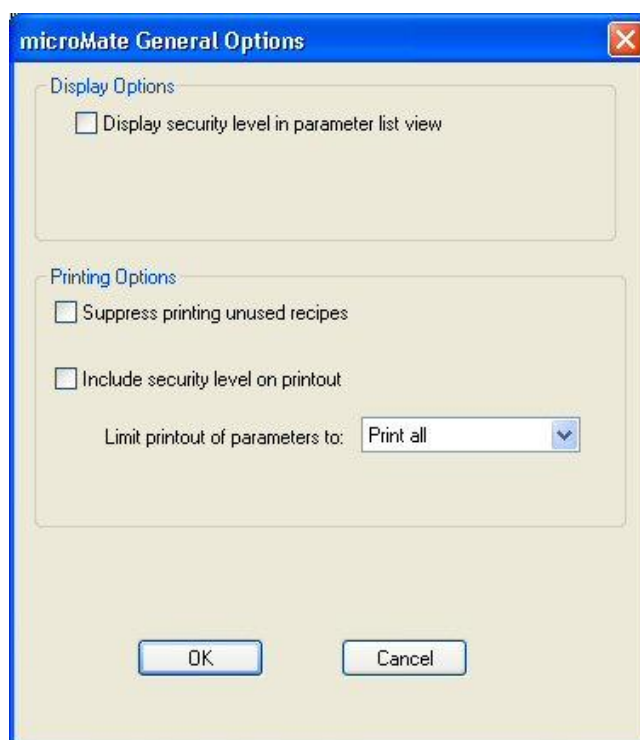 microMate General Options
Display Options
Display security level in parameter list view
Printing Options
Suppress printing unused recipes
Include security level on printout
Limit printout of parameters to: Print all
OK Cancel